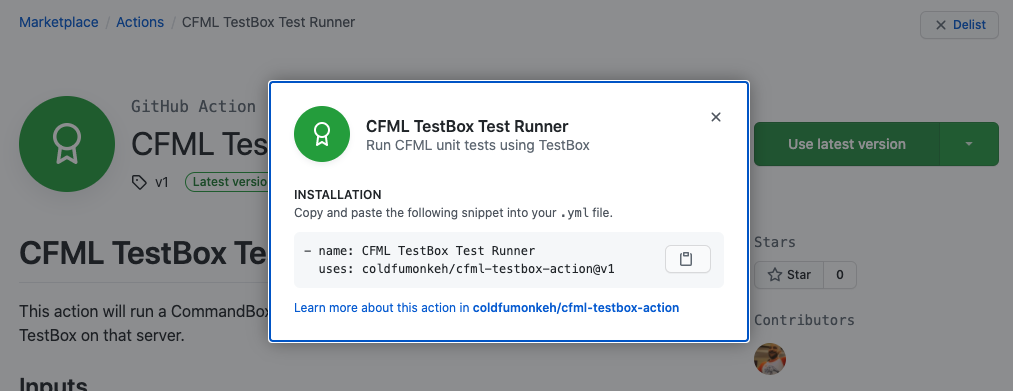 Marketplace / Actions / CFML TestBox Test Runner
Delist
GitHub Action
CFML Tes
v1 Latest versio
Use latest version
CFML TestBox Test Runner
Run CFML unit tests using TestBox
INSTALLATION
Copy and paste the following snippet into your .yml file.
- name: CFML TestBox Test Runner
uses: coldfumonkeh/cfml-testbox-action@v1
Learn more about this action in coldfumonkeh/cfml-testbox-action
CFML TestBox Te
This action will run a CommandBox
TestBox on that server.
Inputs
Stars
Star 0
Contributors